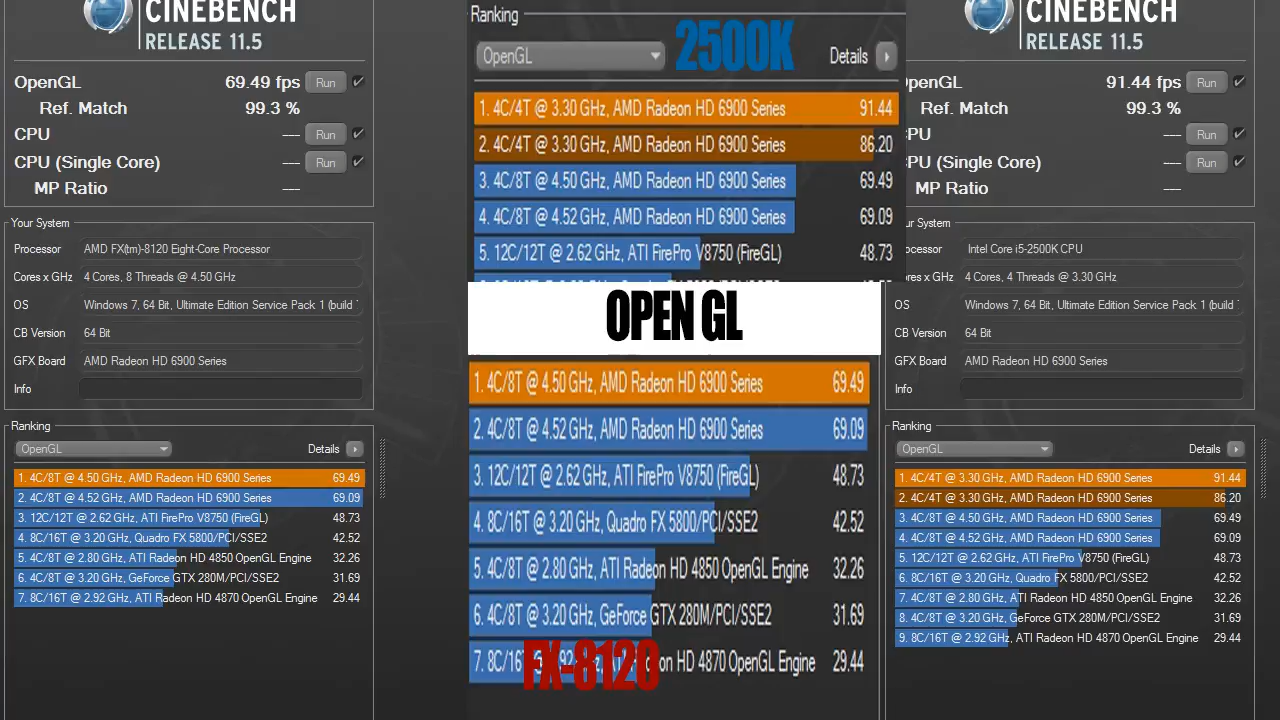 CINEBENCH
RELEASE 11.5
OpenGL 69.49 fps Run
Ref. Match 99.3 %
CPU --- Run
CPU (Single Core) --- Run
MP Ratio ---
Your System
Processor AMD FX(tm)-8120 Eight-Core Processor
Cores x GHz 4 Cores, 8 Threads @ 4.50 GHz
OS Windows 7, 64 Bit, Ultimate Edition Service Pack 1 (build
CB Version 64 Bit
GFX Board AMD Radeon HD 6900 Series
Info
Ranking
OpenGL Details
1. 4C/8T @ 4.50 GHz, AMD Radeon HD 6900 Series 69.49
2. 4C/8T @ 4.52 GHz, AMD Radeon HD 6900 Series 69.09
3. 12C/12T @ 2.62 GHz, ATI FirePro V8750 (FireGL) 48.73
4. 8C/16T @ 3.20 GHz, Quadro FX 5800/PCI/SSE2 42.52
5. 4C/8T @ 2.80 GHz, ATI Radeon HD 4850 OpenGL Engine 32.26
6. 4C/8T @ 3.20 GHz, GeForce GTX 280M/PCI/SSE2 31.69
7. 8C/16T @ 2.92 GHz, ATI Radeon HD 4870 OpenGL Engine 29.44
Ranking
2500K
OpenGL Details
1. 4C/4T @ 3.30 GHz, AMD Radeon HD 6900 Series 91.44
2. 4C/4T @ 3.30 GHz, AMD Radeon HD 6900 Series 86.20
3. 4C/8T @ 4.50 GHz, AMD Radeon HD 6900 Series 69.49
4. 4C/8T @ 4.52 GHz, AMD Radeon HD 6900 Series 69.09
5. 12C/12T @ 2.62 GHz, ATI FirePro V8750 (FireGL) 48.73
OPEN GL
1. 4C/8T @ 4.50 GHz, AMD Radeon HD 6900 Series 69.49
2. 4C/8T @ 4.52 GHz, AMD Radeon HD 6900 Series 69.09
3. 12C/12T @ 2.62 GHz, ATI FirePro V8750 (FireGL) 48.73
4. 8C/16T @ 3.20 GHz, Quadro FX 5800/PCI/SSE2 42.52
5. 4C/8T @ 2.80 GHz, ATI Radeon HD 4850 OpenGL Engine 32.26
6. 4C/8T @ 3.20 GHz, GeForce GTX 280M/PCI/SSE2 31.69
7. 8C/16T HD 4870 OpenGL Engine 29.44
FX-8120
CINEBENCH
RELEASE 11.5
OpenGL 91.44 fps Run
Ref. Match 99.3 %
CPU --- Run
CPU (Single Core) --- Run
MP Ratio ---
ur System
ocessor Intel Core i5-2500K CPU
ores x GHz 4 Cores, 4 Threads @ 3.30 GHz
OS Windows 7, 64 Bit, Ultimate Edition Service Pack 1 (build
CB Version 64 Bit
GFX Board AMD Radeon HD 6900 Series
Info
Ranking
OpenGL Details
1. 4C/4T @ 3.30 GHz, AMD Radeon HD 6900 Series 91.44
2. 4C/4T @ 3.30 GHz, AMD Radeon HD 6900 Series 86.20
3. 4C/8T @ 4.50 GHz, AMD Radeon HD 6900 Series 69.49
4. 4C/8T @ 4.52 GHz, AMD Radeon HD 6900 Series 69.09
5. 12C/12T @ 2.62 GHz, ATI FirePro V8750 (FireGL) 48.73
6. 8C/16T @ 3.20 GHz, Quadro FX 5800/PCI/SSE2 42.52
7. 4C/8T @ 2.80 GHz, ATI Radeon HD 4850 OpenGL Engine 32.26
8. 4C/8T @ 3.20 GHz, GeForce GTX 280M/PCI/SSE2 31.69
9. 8C/16T @ 2.92 GHz, ATI Radeon HD 4870 OpenGL Engine 29.44